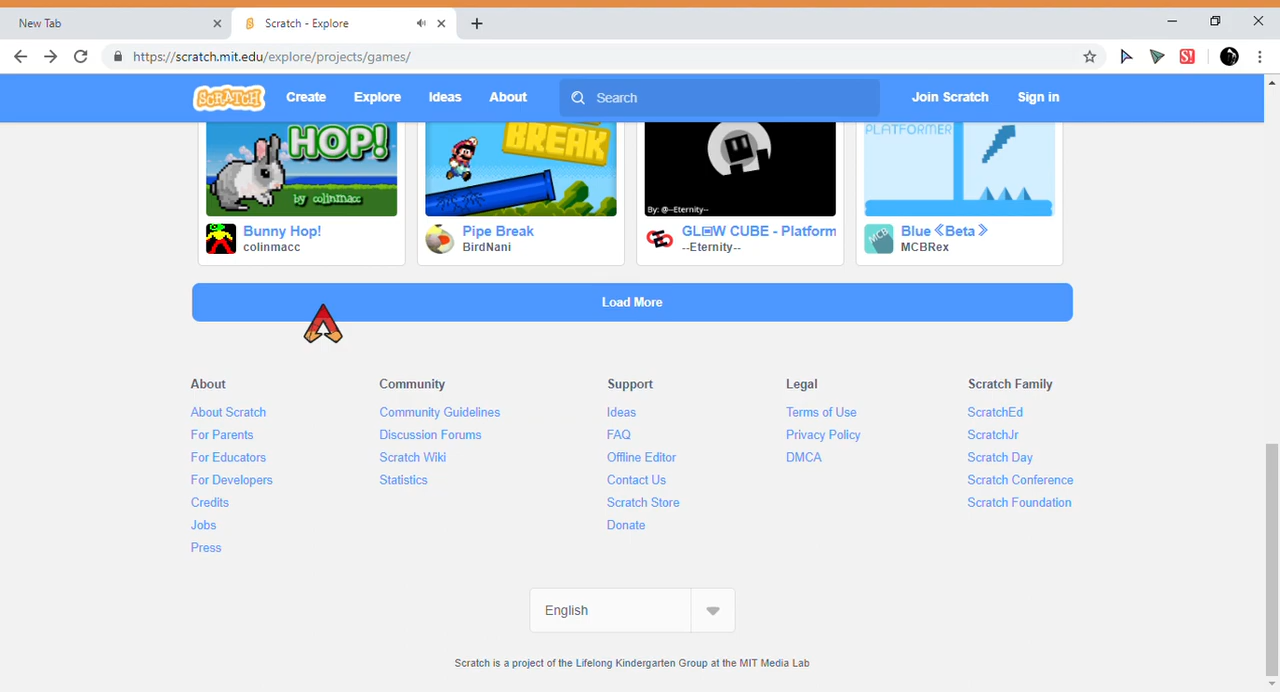 New Tab
Scratch - Explore
https://scratch.mit.edu/explore/projects/games/
SCRATCH
Create
Explore
Ideas
About
Search
Join Scratch
Sign in
HOP!
by colinmacc
BREAK
By: @--Eternity--
PLATFORMER
Bunny Hop!
colinmacc
Pipe Break
BirdNani
GL⊡W CUBE - Platform
--Eternity--
MCB
Blue 《Beta 》
MCBRex
Load More
About
About Scratch
For Parents
For Educators
For Developers
Credits
Jobs
Press
Community
Community Guidelines
Discussion Forums
Scratch Wiki
Statistics
Support
Ideas
FAQ
Offline Editor
Contact Us
Scratch Store
Donate
Legal
Terms of Use
Privacy Policy
DMCA
Scratch Family
ScratchEd
ScratchJr
Scratch Day
Scratch Conference
Scratch Foundation
English
Scratch is a project of the Lifelong Kindergarten Group at the MIT Media Lab